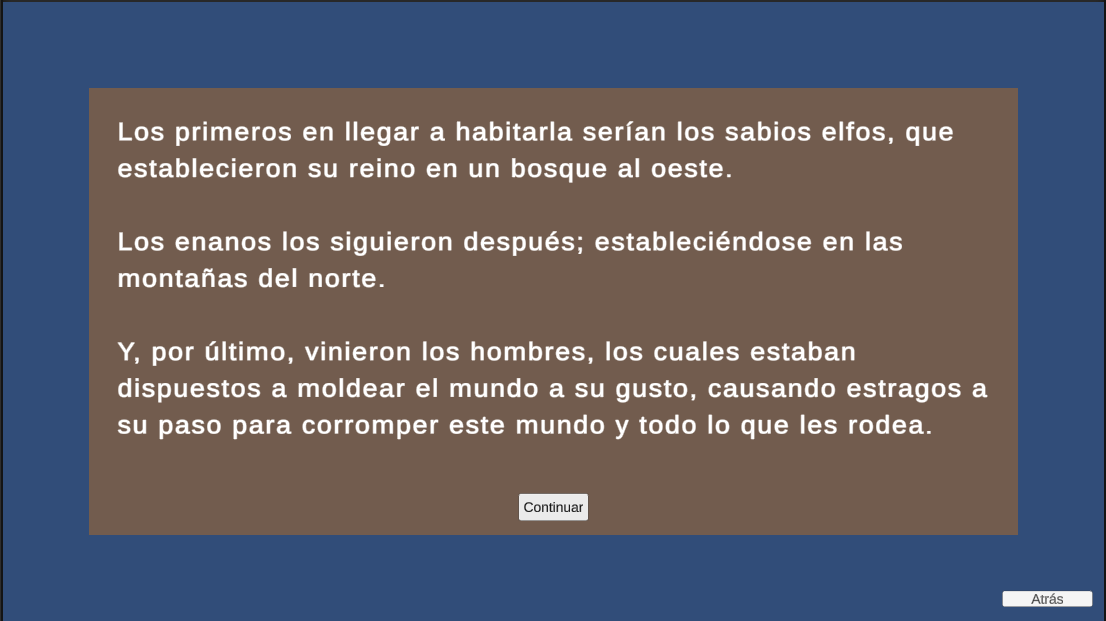 Los primeros en llegar a habitarla serían los sabios elfos, que
establecieron su reino en un bosque al oeste.
Los enanos los siguieron después; estableciéndose en las
montañas del norte.
Y, por último, vinieron los hombres, los cuales estaban
dispuestos a moldear el mundo a su gusto, causando estragos a
su paso para corromper este mundo y todo lo que les rodea.
Continuar
Atrás